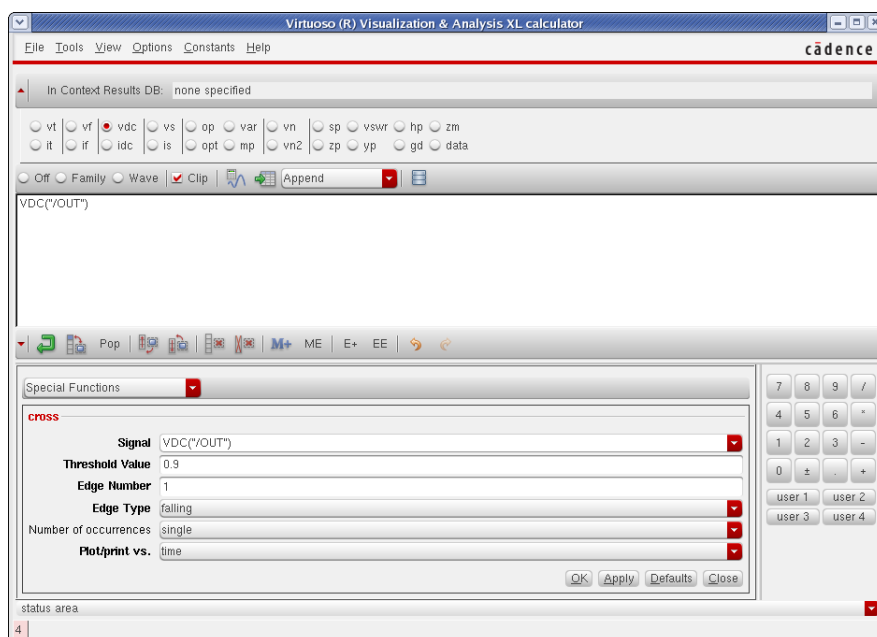 Virtuoso (R) Visualization & Analysis XL calculator
File Tools View Options Constants Help
cādence
In Context Results DB: none specified
vt vf vdc vs op var vn sp vswr hp zm
it if idc is opt mp vn2 zp yp gd data
Off Family Wave Clip Append
VDC("/OUT")
Pop M+ ME E+ EE
Special Functions
7 8 9 /
cross
4 5 6 *
Signal VDC("/OUT")
1 2 3 -
Threshold Value 0.9
0 ± . +
Edge Number 1
user 1 user 2
Edge Type falling
user 3 user 4
Number of occurrences single
Plot/print vs. time
OK Apply Defaults Close
status area
4